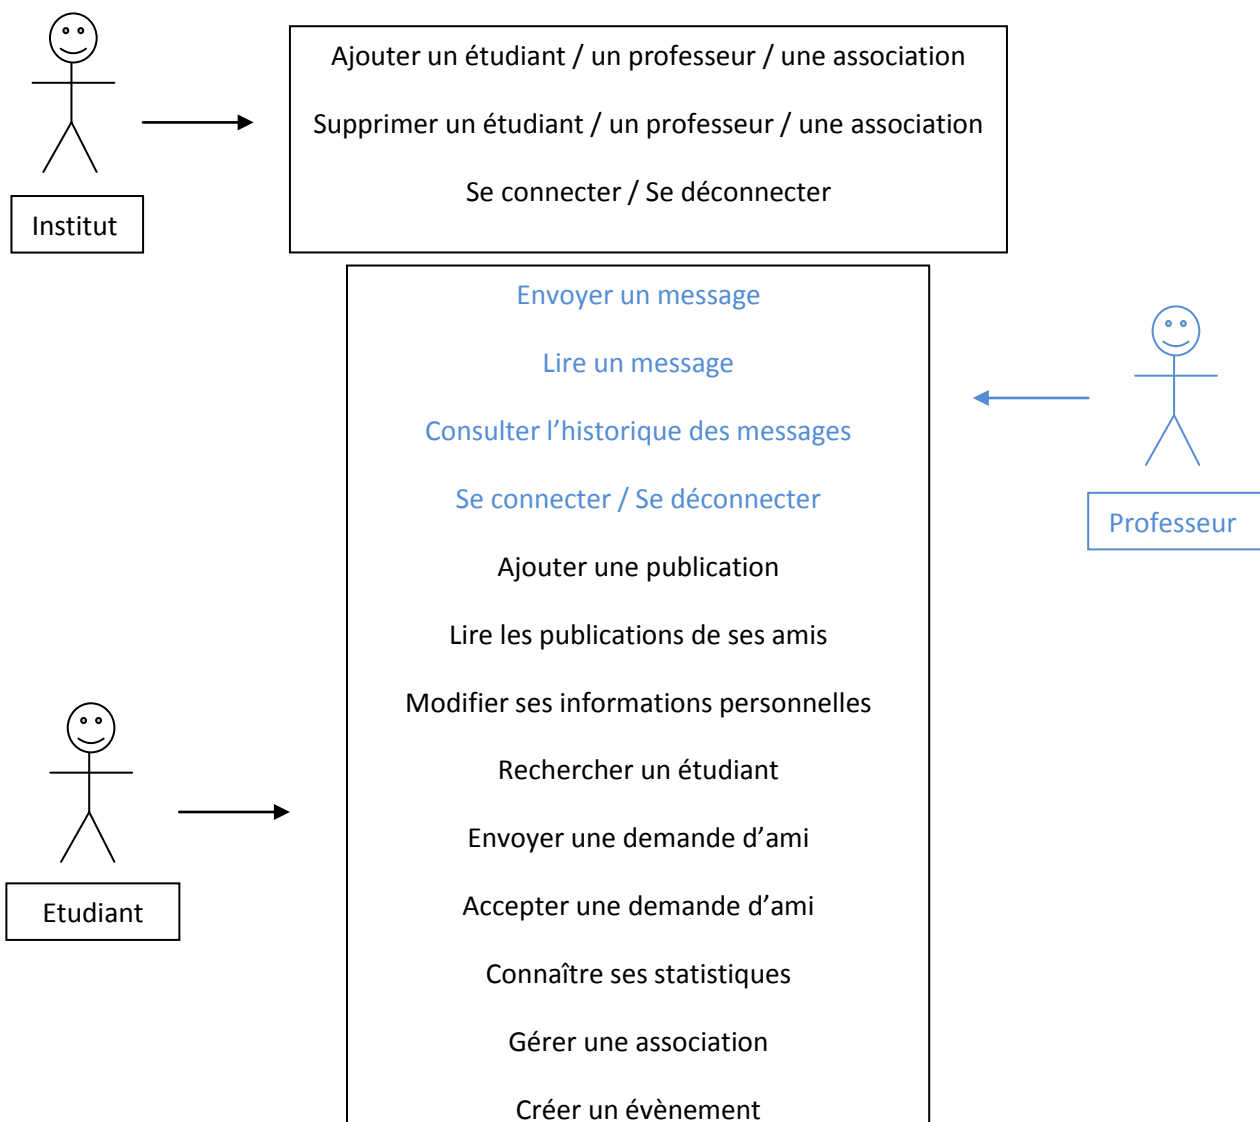 Ajouter un étudiant / un professeur / une association
Supprimer un étudiant / un professeur / une association
Se connecter / Se déconnecter
Institut
Envoyer un message
Lire un message
Consulter l’historique des messages
Se connecter / Se déconnecter
Professeur
Ajouter une publication
Lire les publications de ses amis
Modifier ses informations personnelles
Rechercher un étudiant
Envoyer une demande d’ami
Accepter une demande d’ami
Etudiant
Connaître ses statistiques
Gérer une association
Créer un évènement